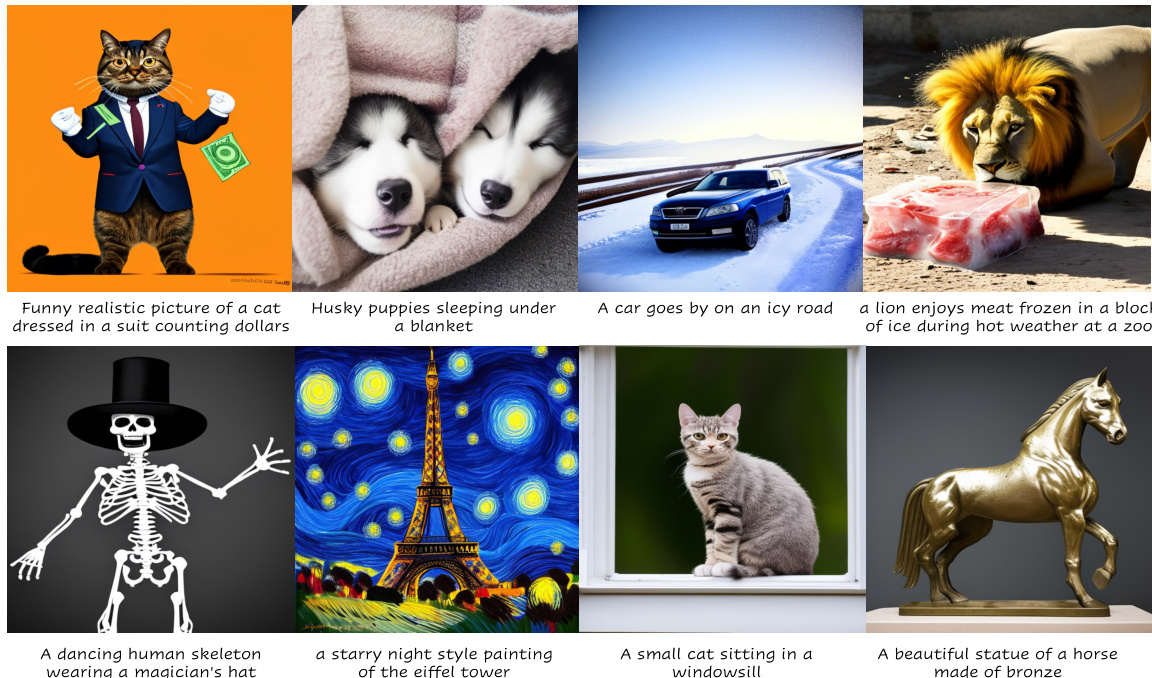 Funny realistic picture of a cat
dressed in a suit counting dollars
Husky puppies sleeping under
a blanket
A car goes by on an icy road
a lion enjoys meat frozen in a block
of ice during hot weather at a zoo
A dancing human skeleton
wearing a magician's hat
a starry night style painting
of the eiffel tower
A small cat sitting in a
windowsill
A beautiful statue of a horse
made of bronze